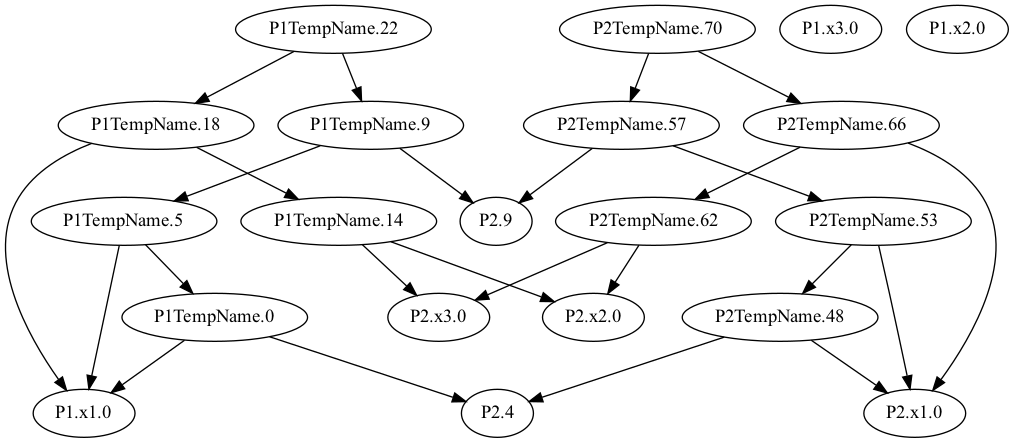 P1TempName.22
P2TempName.70
P1.x3.0
P1.x2.0
P1TempName.18
P1TempName.9
P2TempName.57
P2TempName.66
P1TempName.5
P1TempName.14
P2.9
P2TempName.62
P2TempName.53
P1TempName.0
P2.x3.0
P2.x2.0
P2TempName.48
P1.x1.0
P2.4
P2.x1.0